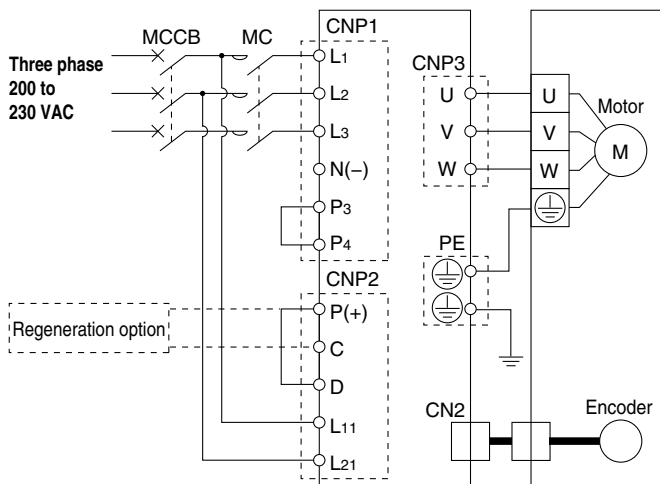 MCCB
MC
CNP1
Three phase
200 to
230 VAC
L1
L2
L3
N(−)
P3
P4
CNP3
U
V
W
U
V
W
Motor
M
PE
CNP2
Regeneration option
P(+)
C
D
L11
L21
CN2
Encoder